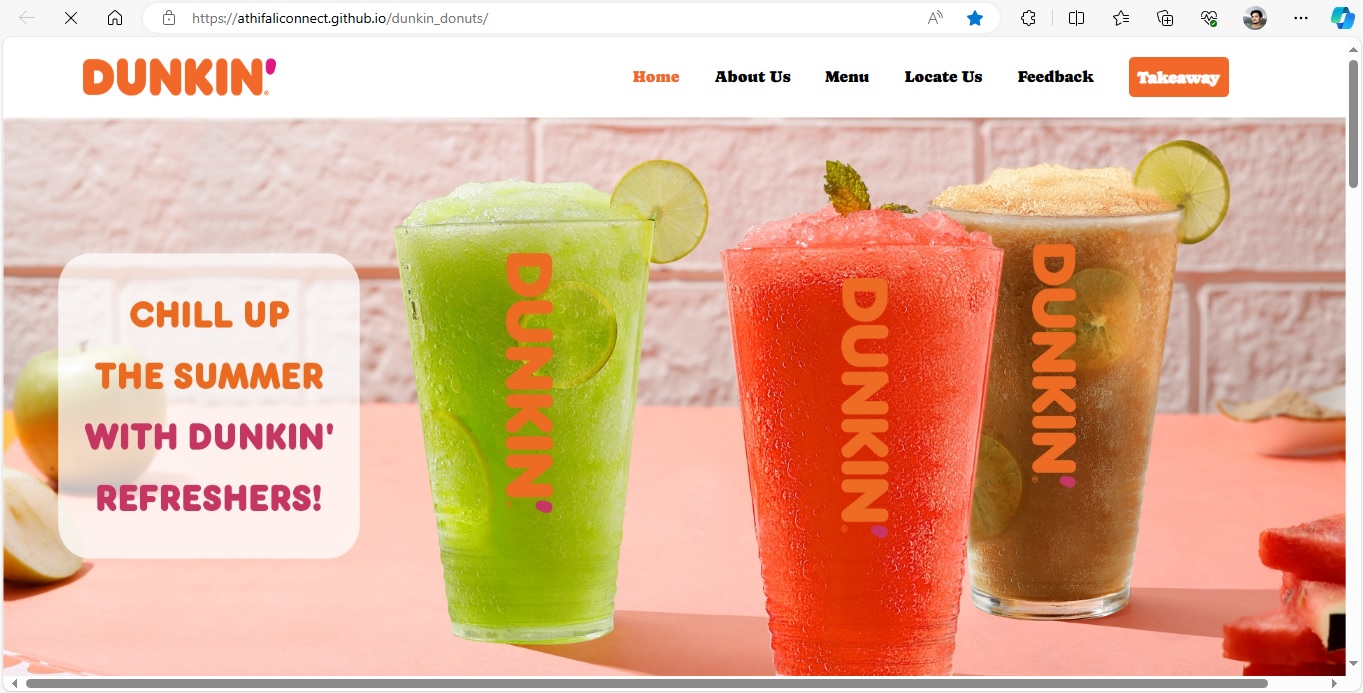 https://athifaliconnect.github.io/dunkin_donuts/
DUNKIN'
Home
About Us
Menu
Locate Us
Feedback
Takeaway
CHILL UP
THE SUMMER
WITH DUNKIN'
REFRESHERS!
DUNKIN'
DUNKIN'
DUNKIN'